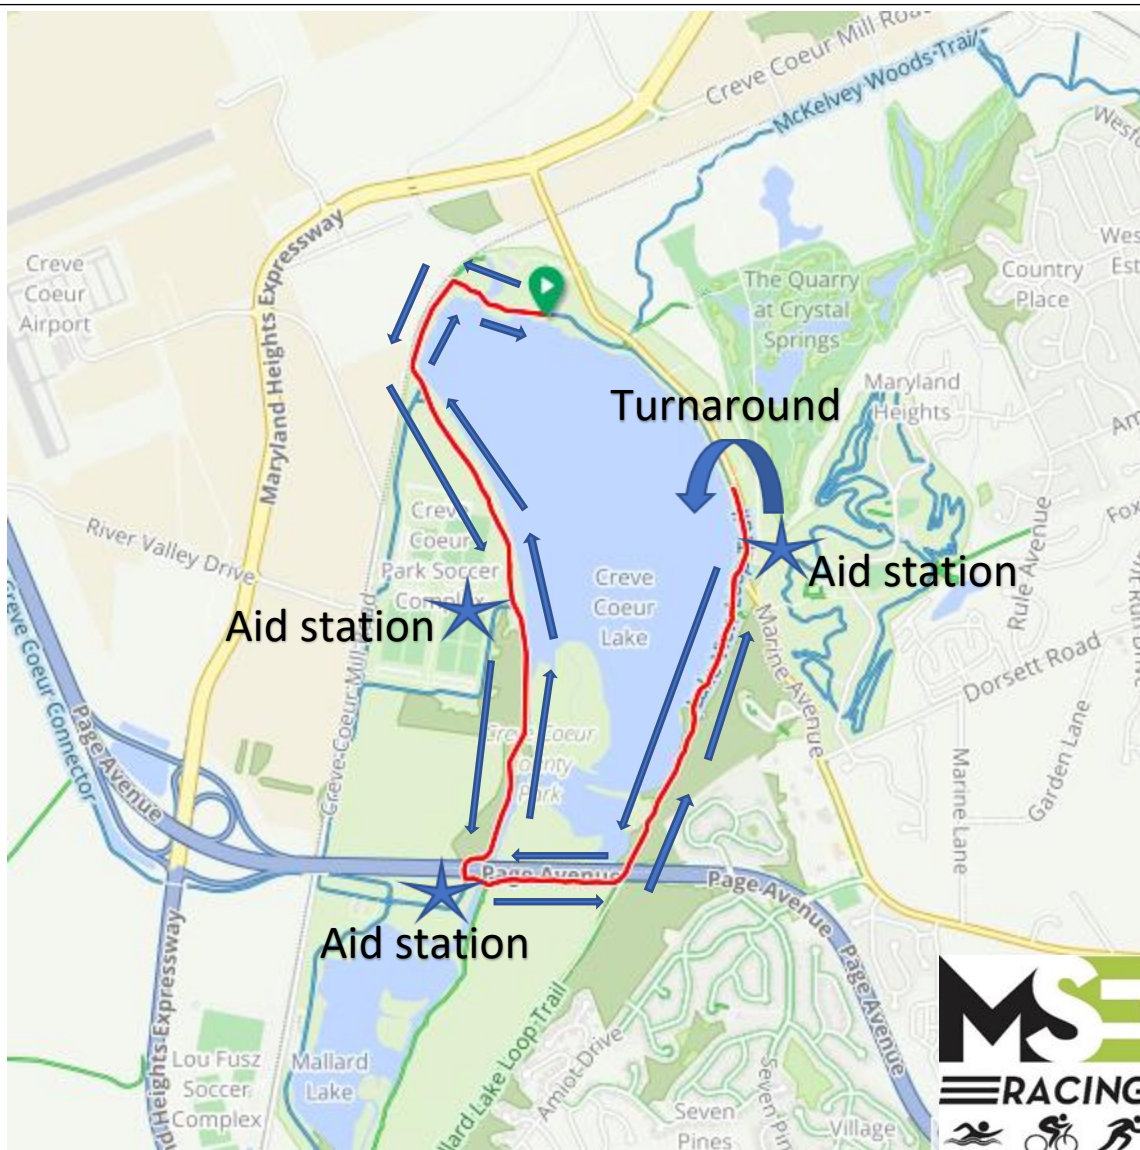 Creve Coeur Mill Road
McKelvey Woods Trail
Maryland Heights Expressway
Creve
Coeur
Airport
The Quarry
at Crystal
Springs
Country
Place
Maryland
Heights
Turnaround
River Valley Drive
Creve
Coeur
Park Soccer
Complex
Aid station
Creve
Coeur
Lake
Aid station
Rule Avenue
Marine Avenue
Dorsett Road
Creve Coeur Connector
Page Avenue
Creve Coeur Mill Road
Creve Coeur
County
Park
Marine Lane
Garden Lane
Page Avenue
Page Avenue
Page Avenue
Aid station
Heights Expressway
Lou Fusz
Soccer
Complex
Mallard
Lake
Mallard Lake Loop Trail
Amiot Drive
Seven
Pines
Seven Pines
Village
MSE
RACING